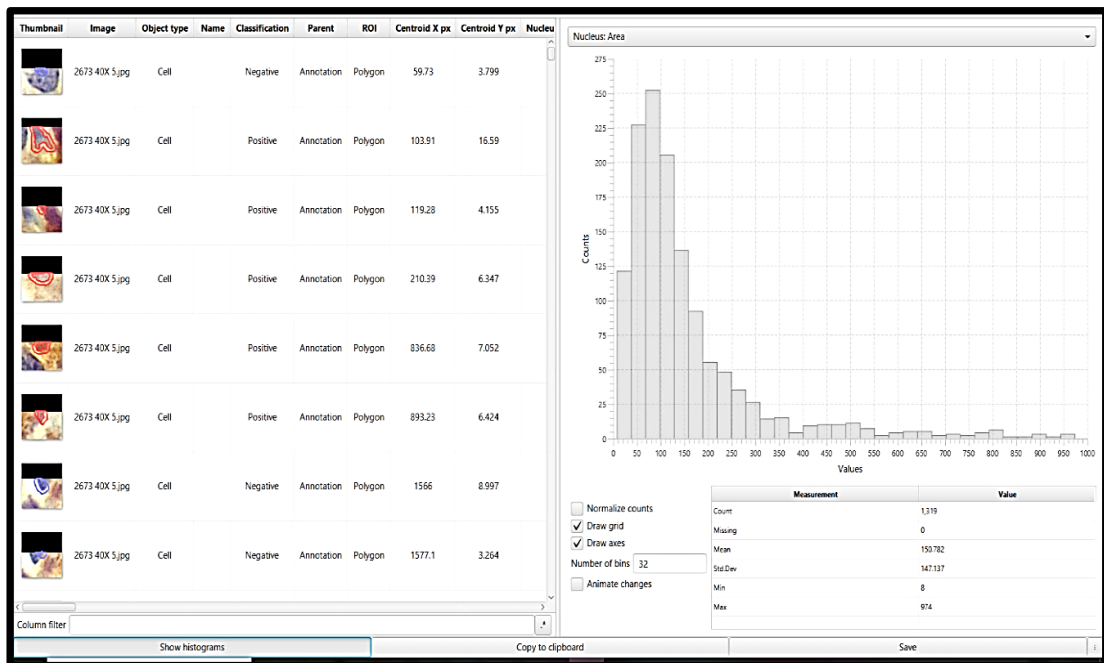 Thumbnail Image Object type Name Classification Parent ROI Centroid X px Centroid Y px Nucleu
2673 40X 5.jpg Cell Negative Annotation Polygon 59.73 3.799
2673 40X 5.jpg Cell Positive Annotation Polygon 103.91 16.59
2673 40X 5.jpg Cell Positive Annotation Polygon 119.28 4.155
2673 40X 5.jpg Cell Positive Annotation Polygon 210.39 6.347
2673 40X 5.jpg Cell Positive Annotation Polygon 836.68 7.052
2673 40X 5.jpg Cell Positive Annotation Polygon 893.23 6.424
2673 40X 5.jpg Cell Negative Annotation Polygon 1566 8.997
2673 40X 5.jpg Cell Negative Annotation Polygon 1577.1 3.264
Column filter .*
Nucleus: Area
275
250
225
200
175
150
125
100
75
50
25
0
Counts
0 50 100 150 200 250 300 350 400 450 500 550 600 650 700 750 800 850 900 950 1000
Values
Normalize counts
Draw grid
Draw axes
Number of bins 32
Animate changes
Measurement Value
Count 1,319
Missing 0
Mean 150.782
Std.Dev 147.137
Min 8
Max 974
Show histograms Copy to clipboard Save